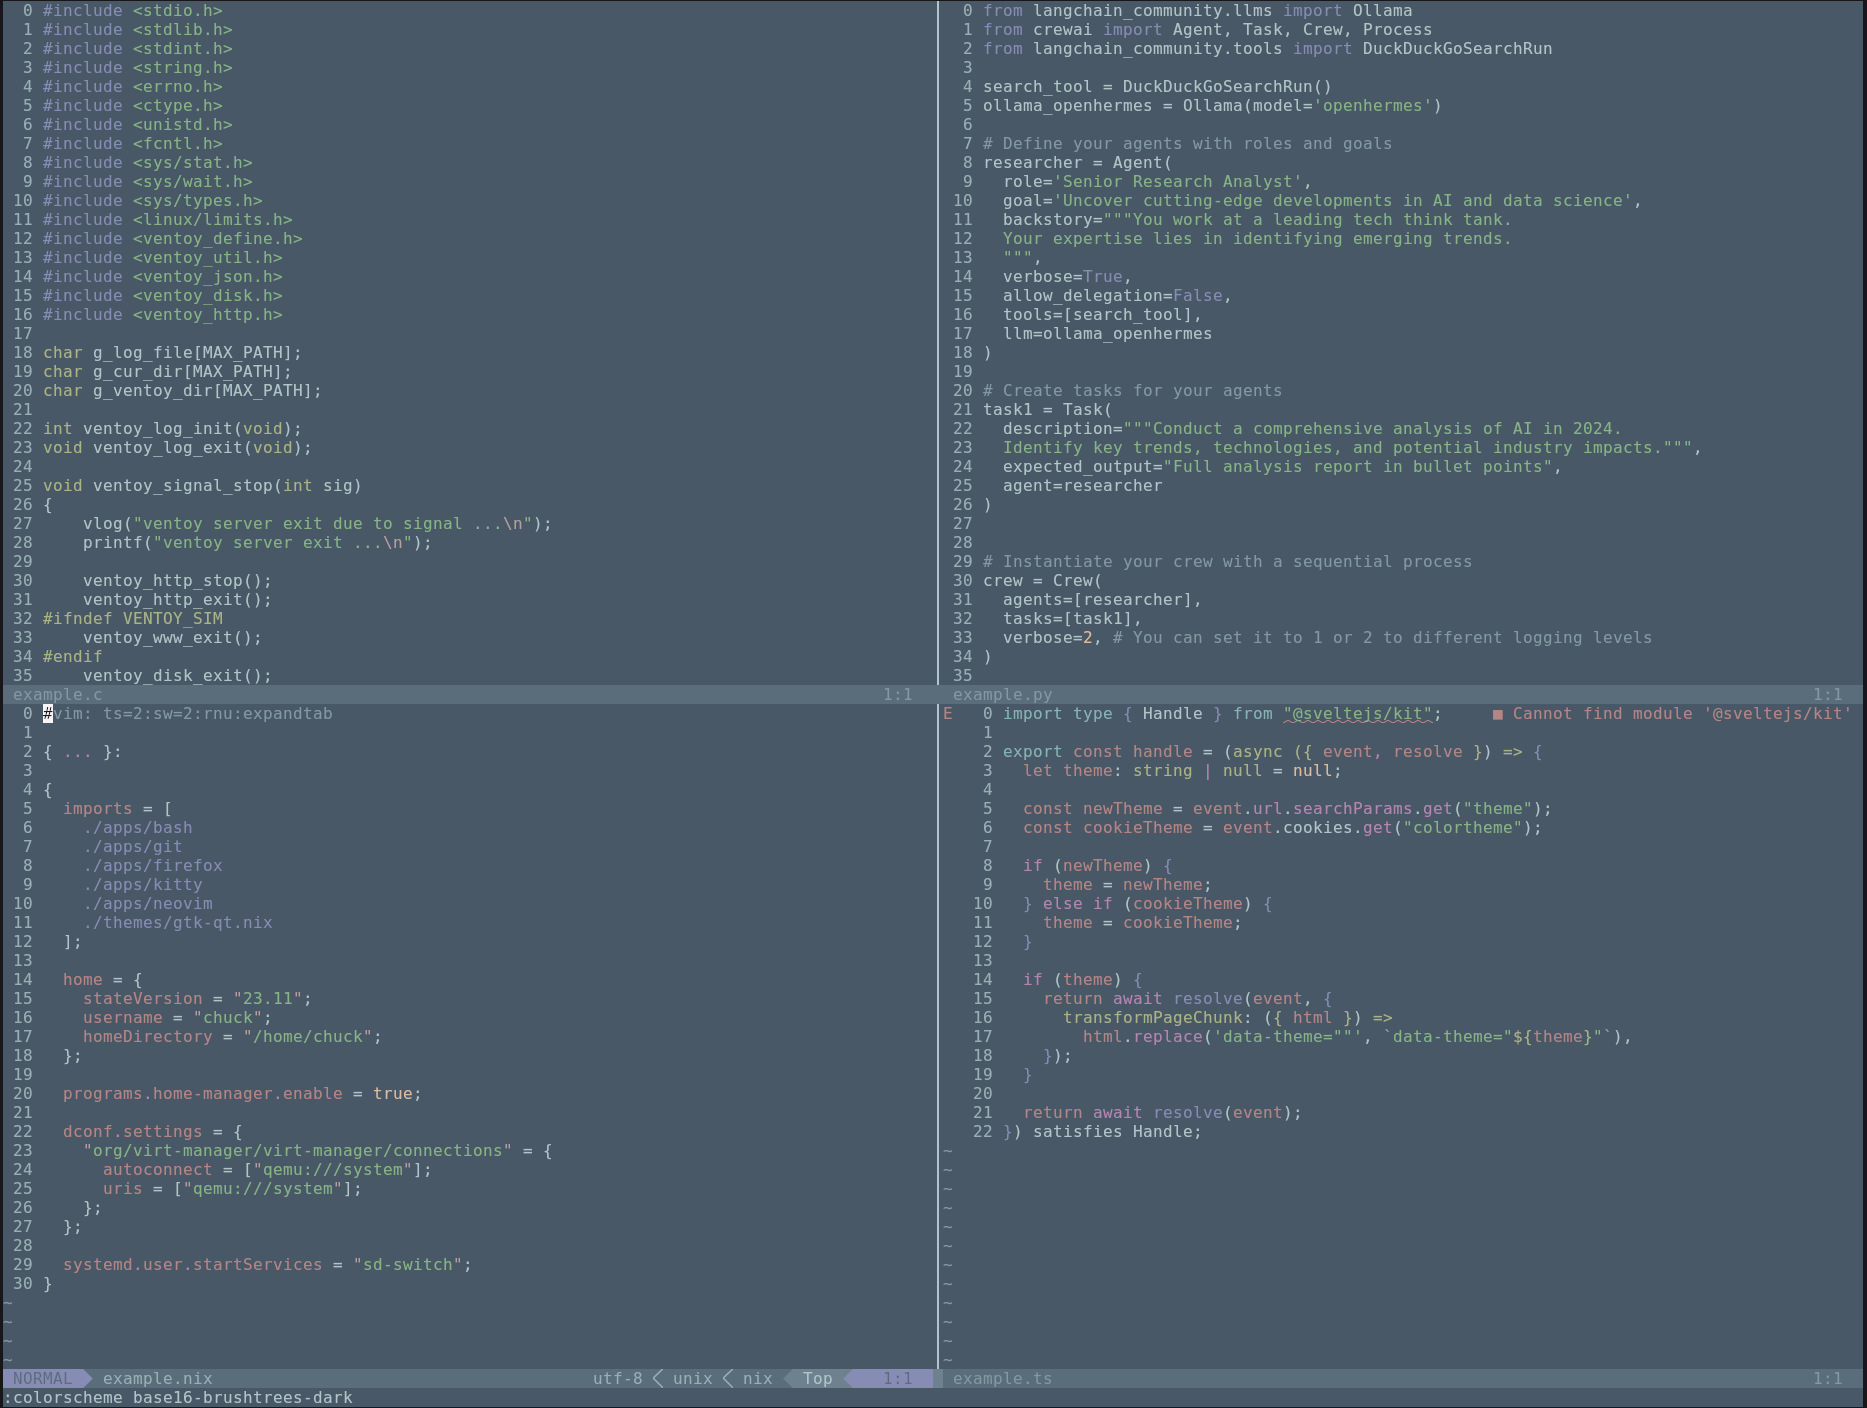 0 #include <stdio.h>
1 #include <stdlib.h>
2 #include <stdint.h>
3 #include <string.h>
4 #include <errno.h>
5 #include <ctype.h>
6 #include <unistd.h>
7 #include <fcntl.h>
8 #include <sys/stat.h>
9 #include <sys/wait.h>
10 #include <sys/types.h>
11 #include <linux/limits.h>
12 #include <ventoy_define.h>
13 #include <ventoy_util.h>
14 #include <ventoy_json.h>
15 #include <ventoy_disk.h>
16 #include <ventoy_http.h>
17
18 char g_log_file[MAX_PATH];
19 char g_cur_dir[MAX_PATH];
20 char g_ventoy_dir[MAX_PATH];
21
22 int ventoy_log_init(void);
23 void ventoy_log_exit(void);
24
25 void ventoy_signal_stop(int sig)
26 {
27     vlog("ventoy server exit due to signal ...\n");
28     printf("ventoy server exit ...\n");
29
30     ventoy_http_stop();
31     ventoy_http_exit();
32 #ifndef VENTOY_SIM
33     ventoy_www_exit();
34 #endif
35     ventoy_disk_exit();
example.c 1:1
0 from langchain_community.llms import Ollama
1 from crewai import Agent, Task, Crew, Process
2 from langchain_community.tools import DuckDuckGoSearchRun
3
4 search_tool = DuckDuckGoSearchRun()
5 ollama_openhermes = Ollama(model='openhermes')
6
7 # Define your agents with roles and goals
8 researcher = Agent(
9   role='Senior Research Analyst',
10   goal='Uncover cutting-edge developments in AI and data science',
11   backstory="""You work at a leading tech think tank.
12   Your expertise lies in identifying emerging trends.
13   """,
14   verbose=True,
15   allow_delegation=False,
16   tools=[search_tool],
17   llm=ollama_openhermes
18 )
19
20 # Create tasks for your agents
21 task1 = Task(
22   description="""Conduct a comprehensive analysis of AI in 2024.
23   Identify key trends, technologies, and potential industry impacts.""",
24   expected_output="Full analysis report in bullet points",
25   agent=researcher
26 )
27
28
29 # Instantiate your crew with a sequential process
30 crew = Crew(
31   agents=[researcher],
32   tasks=[task1],
33   verbose=2, # You can set it to 1 or 2 to different logging levels
34 )
35
example.py 1:1
0 #vim: ts=2:sw=2:rnu:expandtab
1
2 { ... }:
3
4 {
5   imports = [
6     ./apps/bash
7     ./apps/git
8     ./apps/firefox
9     ./apps/kitty
10     ./apps/neovim
11     ./themes/gtk-qt.nix
12   ];
13
14   home = {
15     stateVersion = "23.11";
16     username = "chuck";
17     homeDirectory = "/home/chuck";
18   };
19
20   programs.home-manager.enable = true;
21
22   dconf.settings = {
23     "org/virt-manager/virt-manager/connections" = {
24       autoconnect = ["qemu:///system"];
25       uris = ["qemu:///system"];
26     };
27   };
28
29   systemd.user.startServices = "sd-switch";
30 }
~
~
~
~
NORMAL example.nix utf-8 unix nix Top 1:1
E 0 import type { Handle } from "@sveltejs/kit"; ■ Cannot find module '@sveltejs/kit'
1
2 export const handle = (async ({ event, resolve }) => {
3   let theme: string | null = null;
4
5   const newTheme = event.url.searchParams.get("theme");
6   const cookieTheme = event.cookies.get("colortheme");
7
8   if (newTheme) {
9     theme = newTheme;
10   } else if (cookieTheme) {
11     theme = cookieTheme;
12   }
13
14   if (theme) {
15     return await resolve(event, {
16       transformPageChunk: ({ html }) =>
17         html.replace('data-theme=""', `data-theme="${theme}"`),
18     });
19   }
20
21   return await resolve(event);
22 }) satisfies Handle;
~
~
~
~
~
~
~
~
~
~
~
~
example.ts 1:1
:colorscheme base16-brushtrees-dark